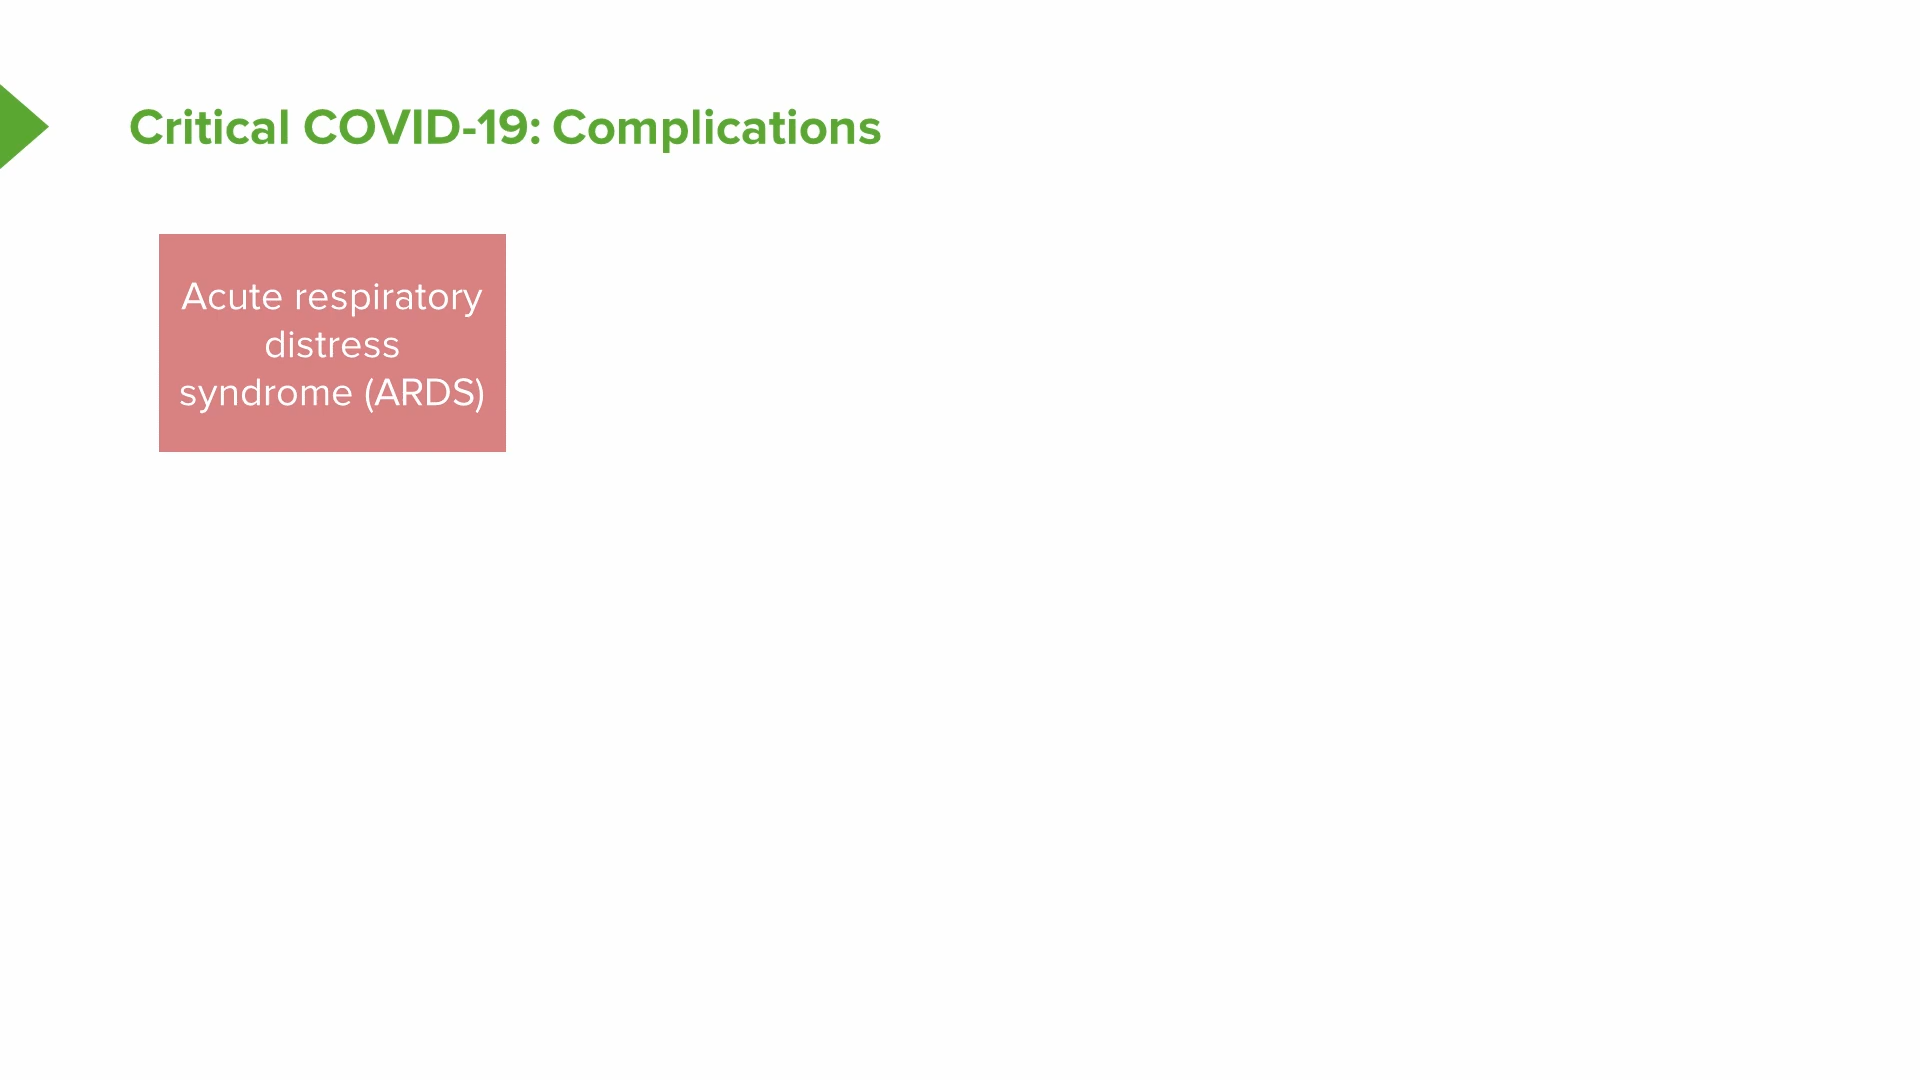 Critical COVID-19: Complications
Acute respiratory
distress
syndrome (ARDS)